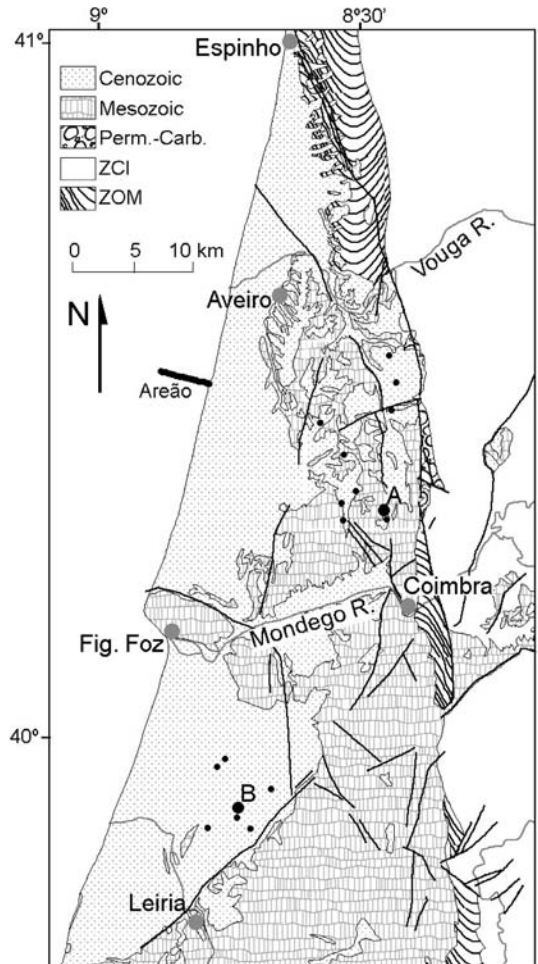 9º 8º30'
41º
Espinho
Cenozoic
Mesozoic
Perm.-Carb.
ZCI
ZOM
0 5 10 km
Vouga R.
N
Aveiro
Areão
A
Coimbra
Mondego R.
Fig. Foz
40º
B
Leiria